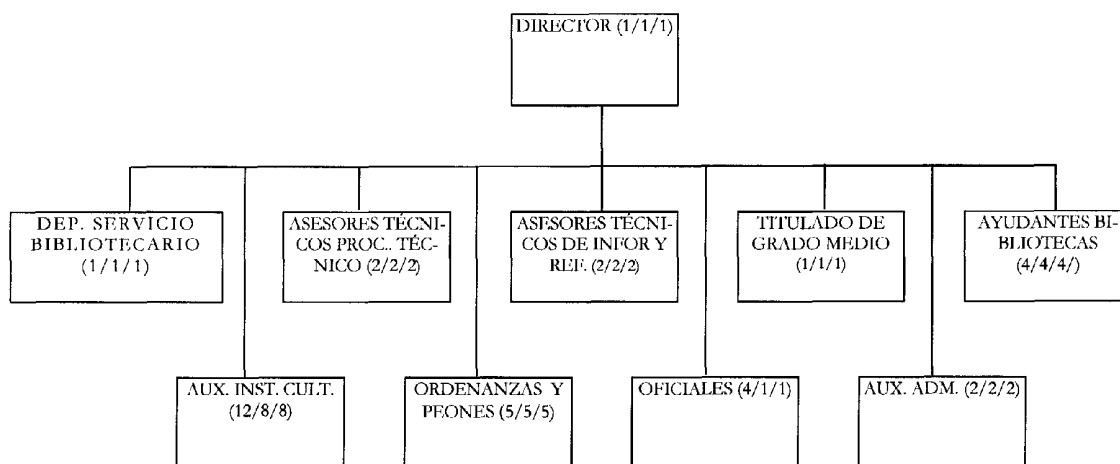 DIRECTOR (1/1/1)
DEP. SERVICIO
BIBLIOTECARIO
(1/1/1)
ASESORES TÉCNI-
COS PROC.. TÉC-
NICO (2/2/2)
ASESORES TÉCNI-
COS DE INFOR Y
REF. (2/2/2)
TITULADO DE
GRADO MEDIO
(1/1/1)
AYUDANTES BI-
BLIOTECAS
(4/4/4/)
AUX. INST. CULT.
(12/8/8)
ORDENANZAS Y
PEONES (5/5/5)
OFICIALES (4/1/1)
AUX. ADM. (2/2/2)